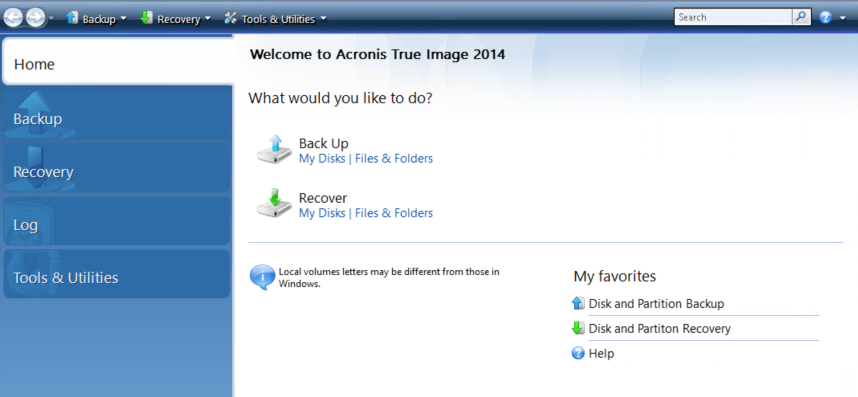 Backup
Recovery
Tools & Utilities
Search
Home
Backup
Recovery
Log
Tools & Utilities
Welcome to Acronis True Image 2014
What would you like to do?
Back Up
My Disks | Files & Folders
Recover
My Disks | Files & Folders
Local volumes letters may be different from those in
Windows.
My favorites
Disk and Partition Backup
Disk and Partiton Recovery
Help